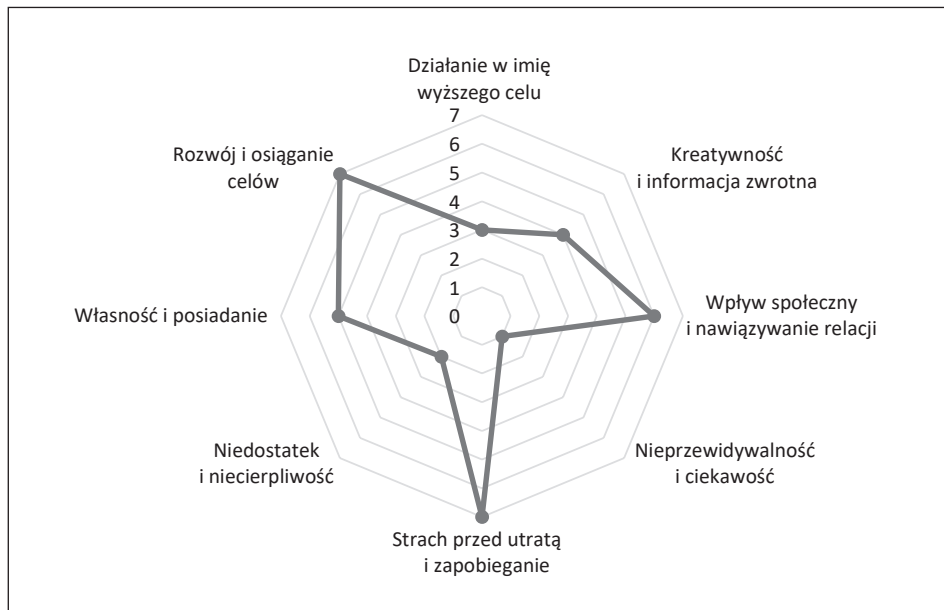 Działanie w imię
wyższego celu
7
6
5
4
3
2
1
0
Kreatywność
i informacja zwrotna
Wpływ społeczny
i nawiązywanie relacji
Nieprzewidywalność
i ciekawość
Strach przed utratą
i zapobieganie
Niedostatek
i niecierpliwość
Własność i posiadanie
Rozwój i osiąganie
celów